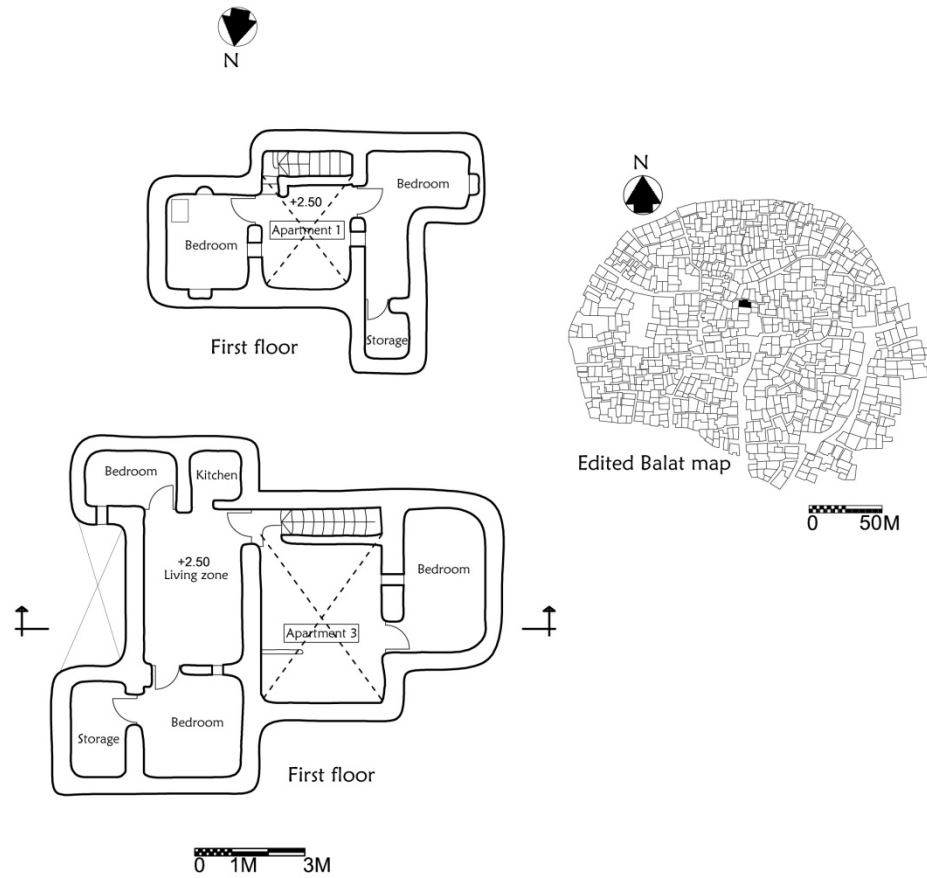 N
Bedroom
+2.50
Apartment 1
Bedroom
Storage
First floor
N
Edited Balat map
0 50M
Bedroom
Kitchen
+2.50
Living zone
Bedroom
Apartment 3
Storage
Bedroom
First floor
0 1M 3M